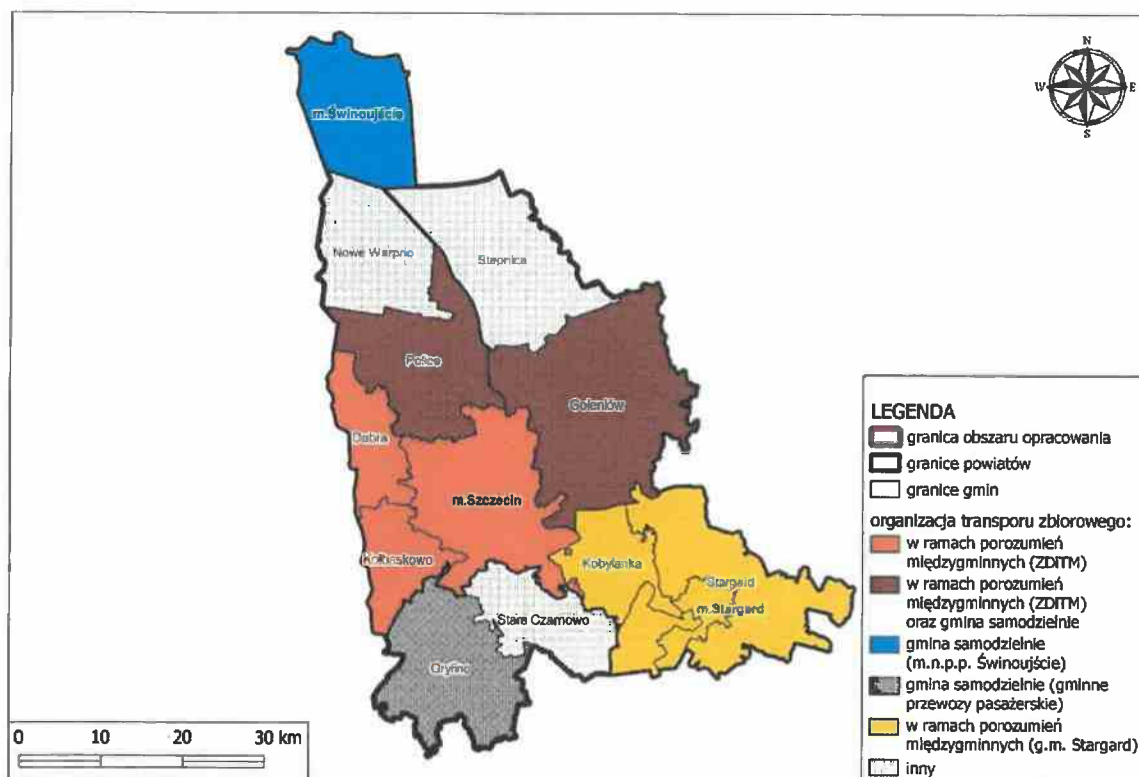 N
W E
S
m.Świnoujście
Nowe Warpno
Stepnica
Police
Goleniów
Dobra
m.Szczecin
Kołbaskowo
Kobylanka
Stargard
m.Stargard
Stare Czarnowo
Gryfino
0 10 20 30 km
LEGENDA
granica obszaru opracowania
granice powiatów
granice gmin
organizacja transportu zbiorowego:
w ramach porozumień
międzygminnych (ZDiTM)
w ramach porozumień
międzygminnych (ZDiTM)
oraz gmina samodzielnie
gmina samodzielnie
(m.n.p.p. Świnoujście)
gmina samodzielnie (gminne
przewozy pasażerskie)
w ramach porozumień
międzygminnych (g.m. Stargard)
inny